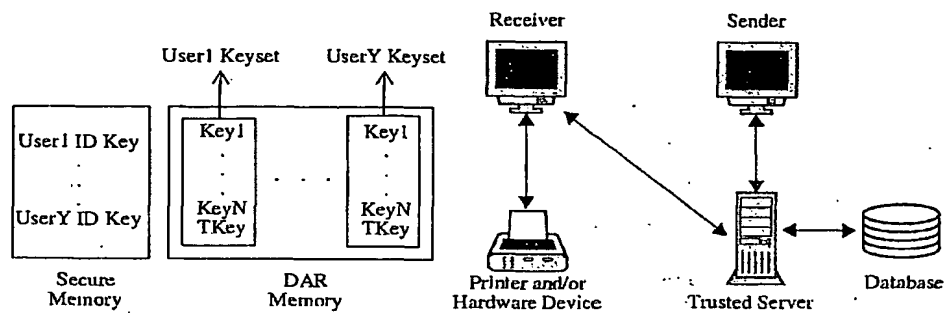 Receiver
Sender
User1 Keyset
UserY Keyset
User1 ID Key
UserY ID Key
Key1
KeyN
TKey
Key1
KeyN
TKey
Secure
Memory
DAR
Memory
Printer and/or
Hardware Device
Trusted Server
Database